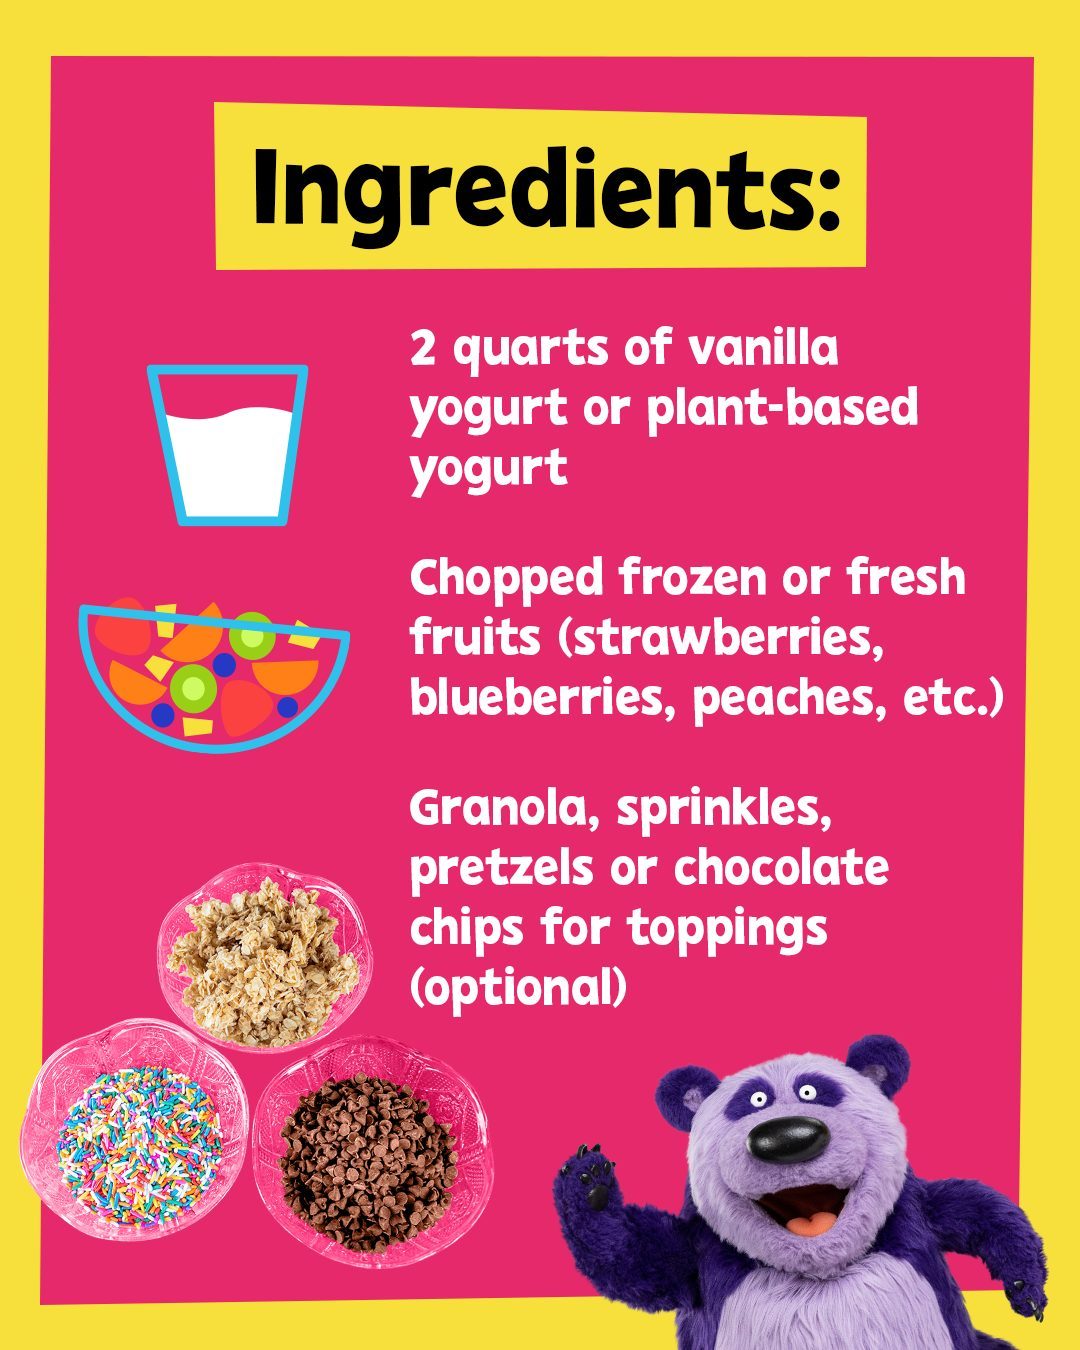 Ingredients:
2 quarts of vanilla
yogurt or plant-based
yogurt
Chopped frozen or fresh
fruits (strawberries,
blueberries, peaches, etc.)
Granola, sprinkles,
pretzels or chocolate
chips for toppings
(optional)